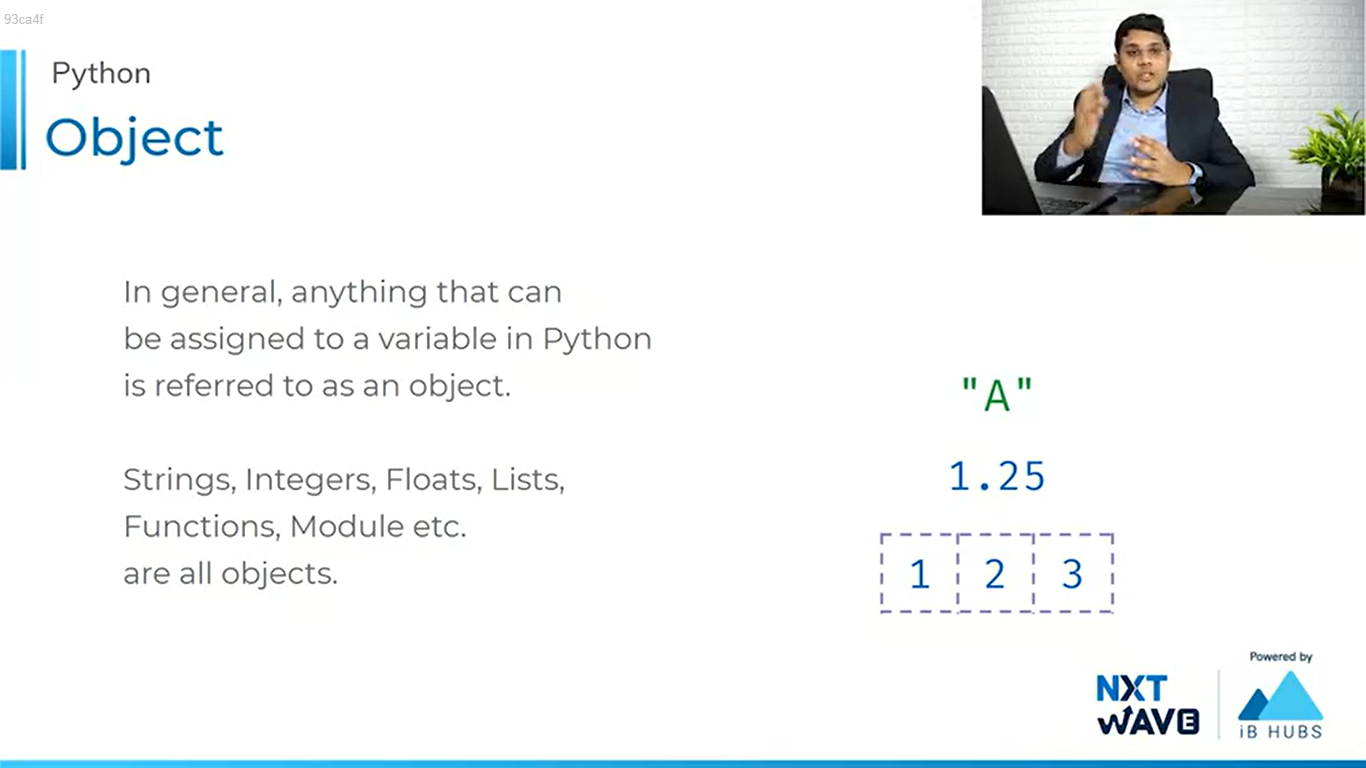 93ca4f
Python
Object
In general, anything that can
be assigned to a variable in Python
is referred to as an object.
Strings, Integers, Floats, Lists,
Functions, Module etc.
are all objects.
"A"
1.25
1 2 3
Powered by
NXT
WAVE
iB HUBS